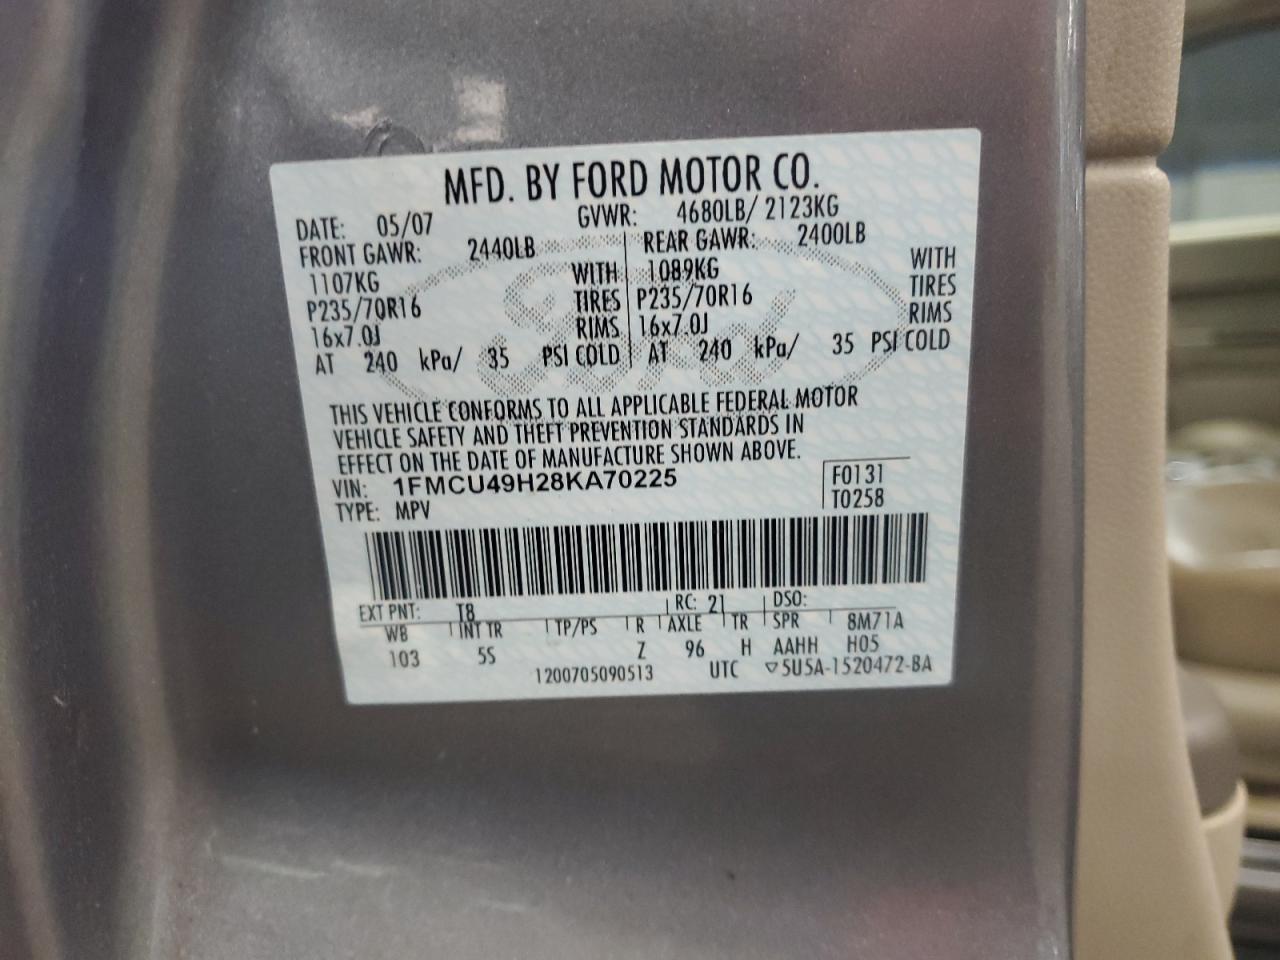 MFD. BY FORD MOTOR CO.
DATE: 05/07 GVWR: 4680LB/ 2123KG
FRONT GAWR: 2440LB REAR GAWR: 2400LB
1107KG WITH 1089KG WITH
P235/70R16 TIRES P235/70R16 TIRES
16x7.0J RIMS 16x7.0J RIMS
AT 240 kPa/ 35 PSI COLD AT 240 kPa/ 35 PSI COLD
Ford
THIS VEHICLE CONFORMS TO ALL APPLICABLE FEDERAL MOTOR
VEHICLE SAFETY AND THEFT PREVENTION STANDARDS IN
EFFECT ON THE DATE OF MANUFACTURE SHOWN ABOVE.
VIN: 1FMCU49H28KA70225 F0131
TYPE: MPV T0258
EXT PNT: T8 RC: 21 DSO:
WB INT TR TP/PS R AXLE TR SPR 8M71A
103 5S Z 96 H AAHH H05
1200705090513 UTC ▽5U5A-1520472-BA